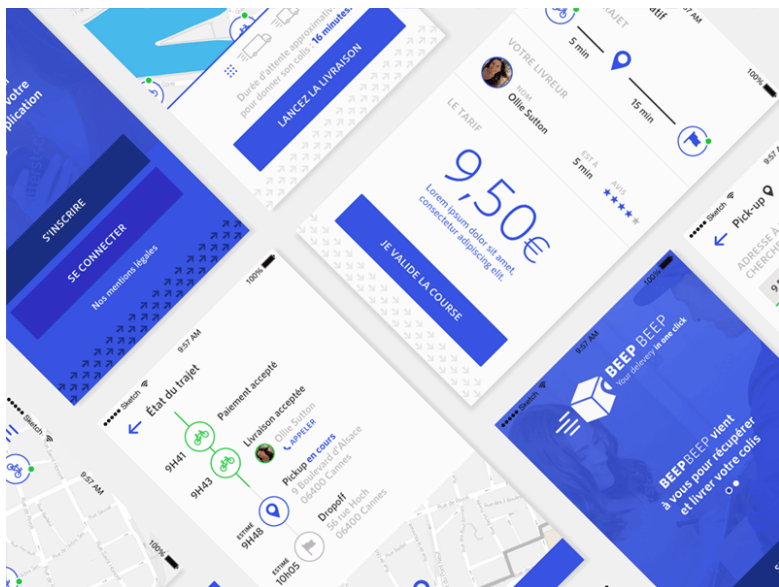 votre
plication
S'INSCRIRE
SE CONNECTER
Nos mentions légales
Durée d'attente approximative
pour donner son colis : 16 minutes.
LANCEZ LA LIVRAISON
TRAJET
5 min
15 min
VOTRE LIVREUR
NOM
Ollie Sutton
EST À
5 min
AVIS
LE TARIF
9,50€
Lorem ipsum dolor sit amet,
consectetur adipiscing elit.
JE VALIDE LA COURSE
100%
Sketch
9:57
Pick-up
ADRESSE À
CHERCHE
Sketch
9:57 AM
100%
État du trajet
Paiement accepté
9H41
Livraison acceptée
Ollie Sutton
APPELER
9H43
Pickup en cours
9 Boulevard d'Alsace
06400 Cannes
ESTIMÉ
9H48
Dropoff
56 rue Hoch
06400 Cannes
ESTIMÉ
10h05
Sketch
9:57 AM
100%
BEEP BEEP
Your delevery in one click
BEEPBEEP vient
à vous pour récupérer
et livrer votre colis
Sketch
9:57 AM
100%